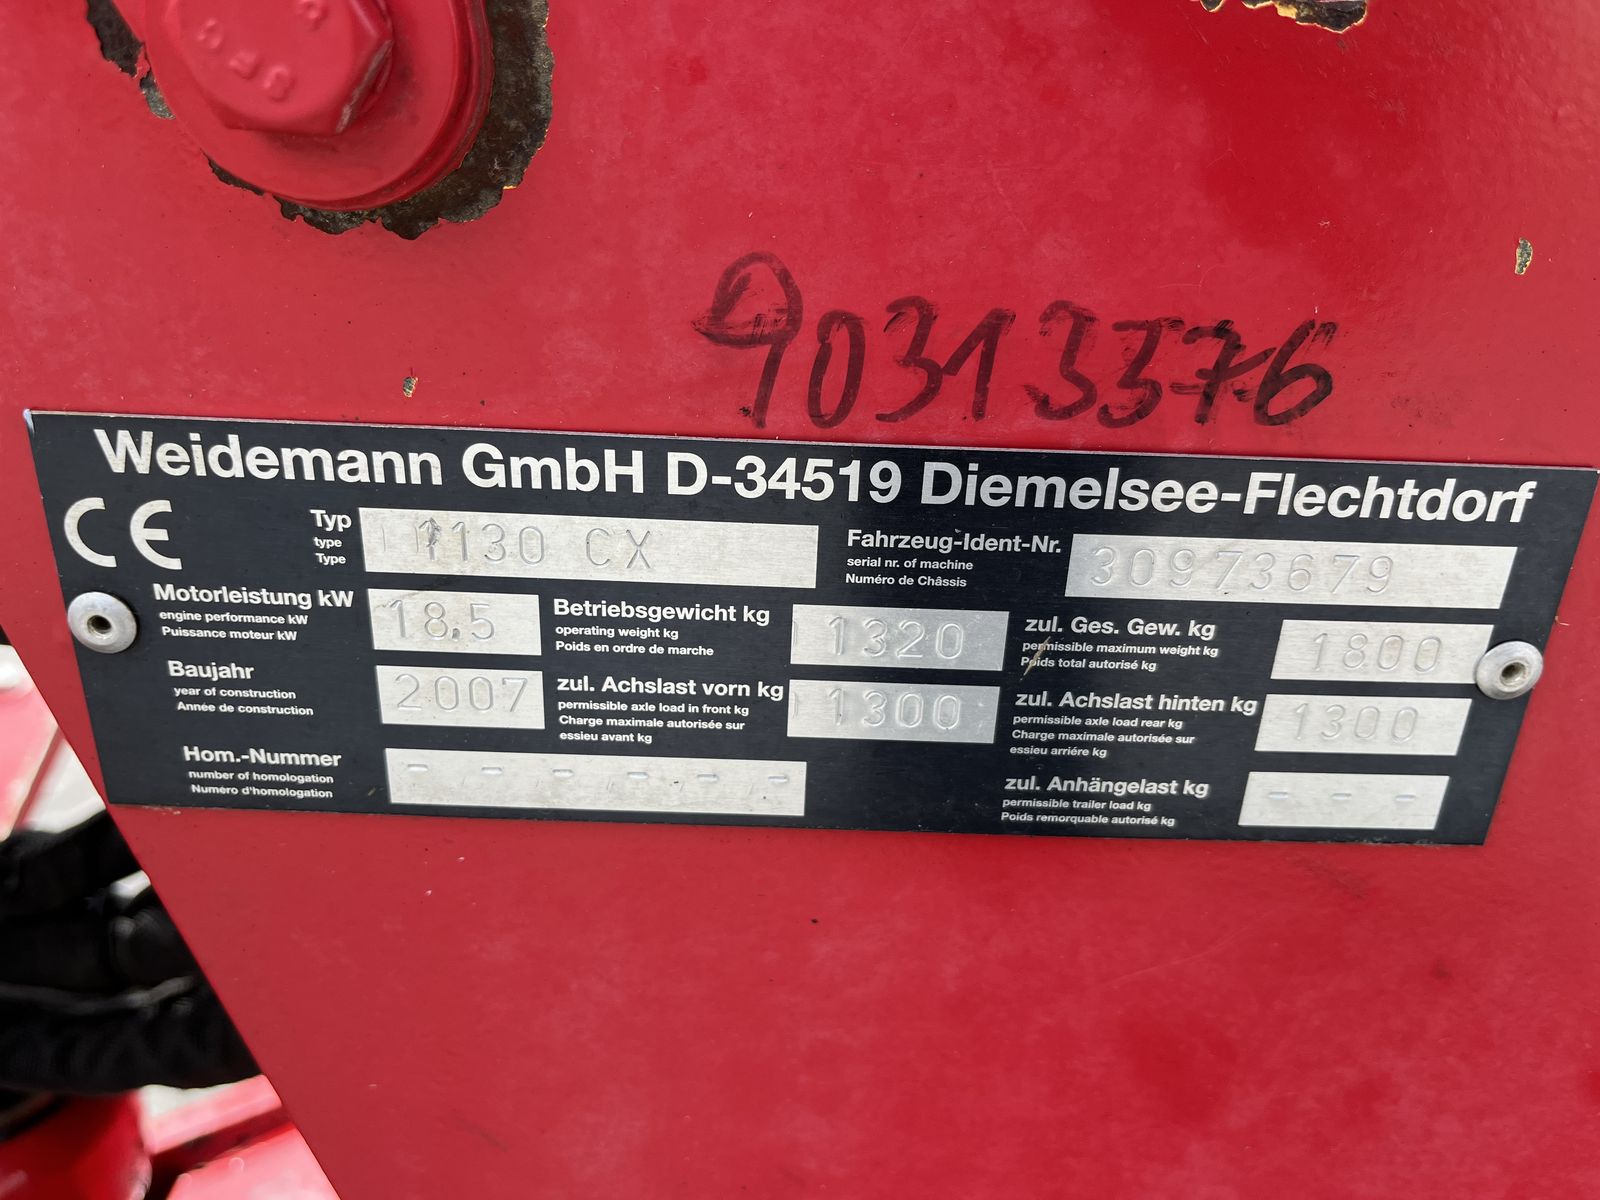 8.8
90313376
Weidemann GmbH D-34519 Diemelsee-Flechtdorf
CE
Typ
type
Type
1130 CX
Fahrzeug-Ident-Nr.
serial nr. of machine
Numéro de Châssis
30973679
Motorleistung kW
engine performance kW
Puissance moteur kW
18.5
Betriebsgewicht kg
operating weight kg
Poids en ordre de marche
1320
zul. Ges. Gew. kg
permissible maximum weight kg
Poids total autorisé kg
1800
Baujahr
year of construction
Année de construction
2007
zul. Achslast vorn kg
permissible axle load in front kg
Charge maximale autorisée sur
essieu avant kg
1300
zul. Achslast hinten kg
permissible axle load rear kg
Charge maximale autorisée sur
essieu arriére kg
1300
Hom.-Nummer
number of homologation
Numéro d'homologation
- - - - - -
zul. Anhängelast kg
permissible trailer load kg
Poids remorquable autorisé kg
- - -